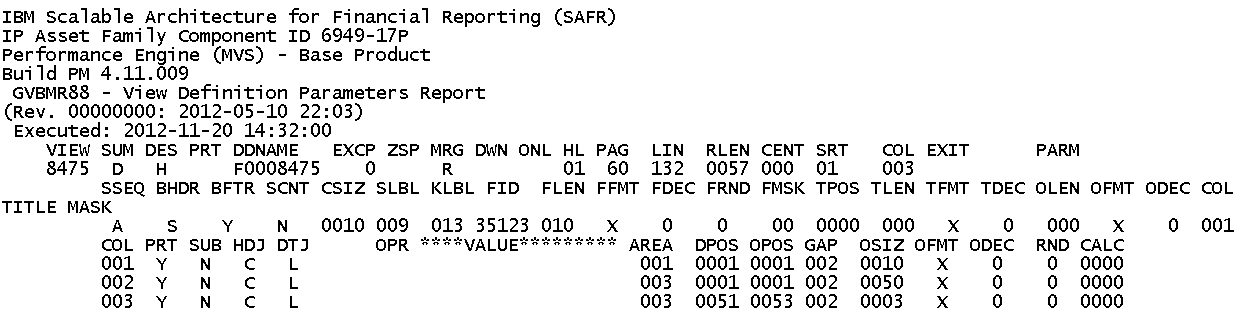 IBM Scalable Architecture for Financial Reporting (SAFR)
IP Asset Family Component ID 6949-17P
Performance Engine (MVS) - Base Product
Build PM 4.11.009
GVBMR88 - View Definition Parameters Report
(Rev. 00000000: 2012-05-10 22:03)
Executed: 2012-11-20 14:32:00
VIEW SUM DES PRT DDNAME EXCP ZSP MRG DWN ONL HL PAG LIN RLEN CENT SRT COL EXIT PARM
8475 D H F0008475 0 R 01 60 132 0057 000 01 003
SSEQ BHDR BFTR SCNT CSIZ SLBL KLBL FID FLEN FFMT FDEC FRND FMSK TPOS TLEN TFMT TDEC OLEN OFMT ODEC COL
TITLE MASK
A S Y N 0010 009 013 35123 010 X 0 0 00 0000 000 X 0 000 X 0 001
COL PRT SUB HDJ DTJ OPR ****VALUE********* AREA DPOS OPOS GAP OSIZ OFMT ODEC RND CALC
001 Y N C L 001 0001 0001 002 0010 X 0 0 0000
002 Y N C L 003 0001 0001 002 0050 X 0 0 0000
003 Y N C L 003 0051 0053 002 0003 X 0 0 0000